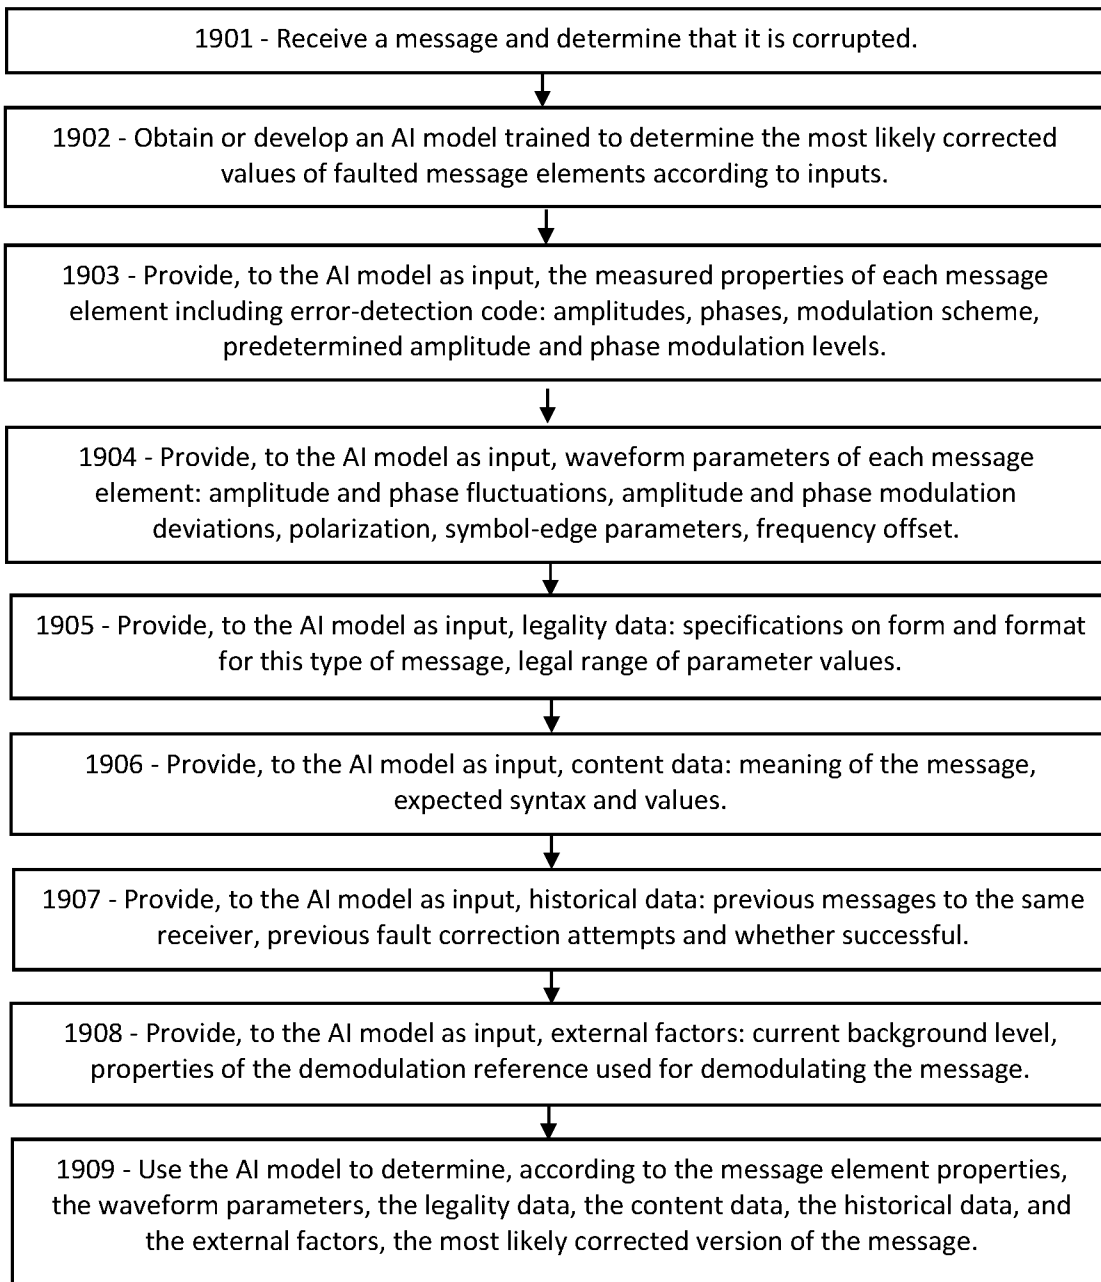 1901 - Receive a message and determine that it is corrupted.
1902 - Obtain or develop an AI model trained to determine the most likely corrected
values of faulted message elements according to inputs.
1903 - Provide, to the AI model as input, the measured properties of each message
element including error-detection code: amplitudes, phases, modulation scheme,
predetermined amplitude and phase modulation levels.
1904 - Provide, to the AI model as input, waveform parameters of each message
element: amplitude and phase fluctuations, amplitude and phase modulation
deviations, polarization, symbol-edge parameters, frequency offset.
1905 - Provide, to the AI model as input, legality data: specifications on form and format
for this type of message, legal range of parameter values.
1906 - Provide, to the AI model as input, content data: meaning of the message,
expected syntax and values.
1907 - Provide, to the AI model as input, historical data: previous messages to the same
receiver, previous fault correction attempts and whether successful.
1908 - Provide, to the AI model as input, external factors: current background level,
properties of the demodulation reference used for demodulating the message.
1909 - Use the AI model to determine, according to the message element properties,
the waveform parameters, the legality data, the content data, the historical data, and
the external factors, the most likely corrected version of the message.